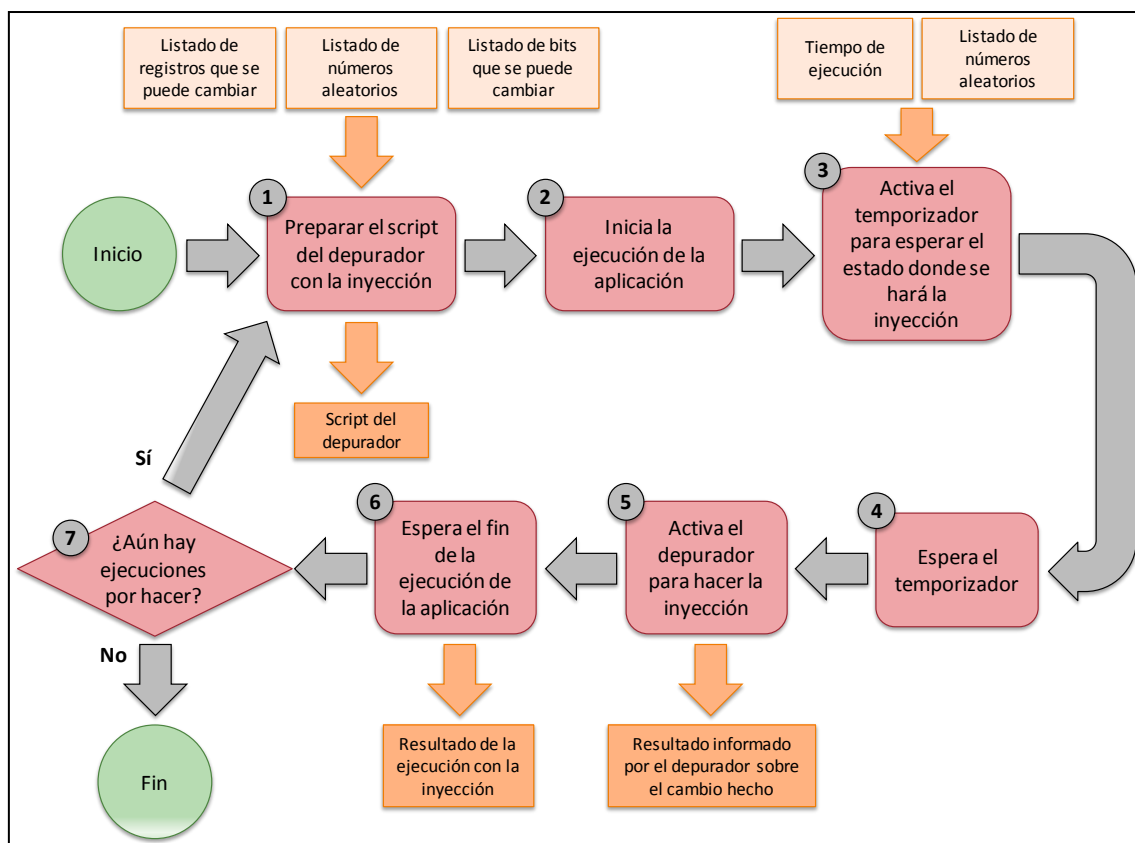 Listado de
registros que se
puede cambiar
Listado de
números
aleatorios
Listado de bits
que se puede
cambiar
Tiempo de
ejecución
Listado de
números
aleatorios
Inicio
1
Preparar el script
del depurador
con la inyección
2
Inicia la
ejecución de la
aplicación
3
Activa el
temporizador
para esperar el
estado donde se
hará la
inyección
Script del
depurador
Sí
7
¿Aún hay
ejecuciones
por hacer?
6
Espera el fin
de la
ejecución de
la aplicación
5
Activa el
depurador
para hacer la
inyección
4
Espera el
temporizador
No
Fin
Resultado de la
ejecución con la
inyección
Resultado informado
por el depurador sobre
el cambio hecho